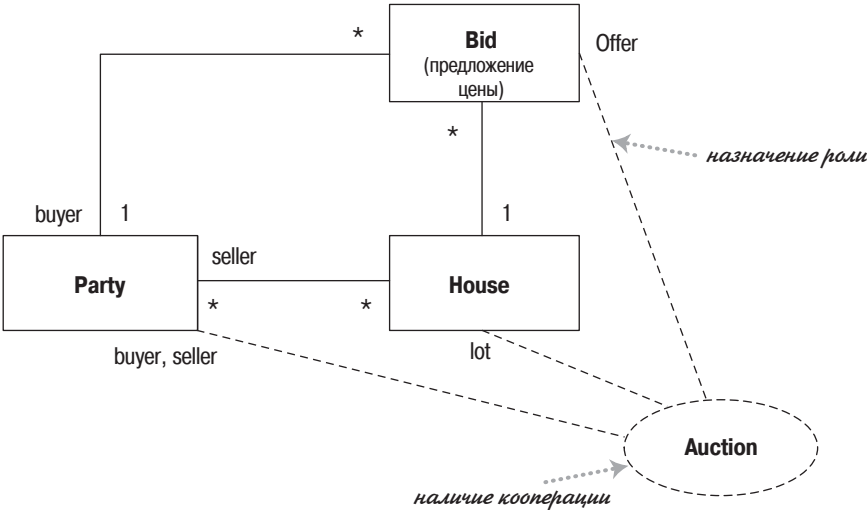 *
Bid
(предложение
цены)
Offer
*
назначение роли
buyer
1
1
Party
seller
House
*
*
buyer, seller
lot
Auction
наличие кооперации